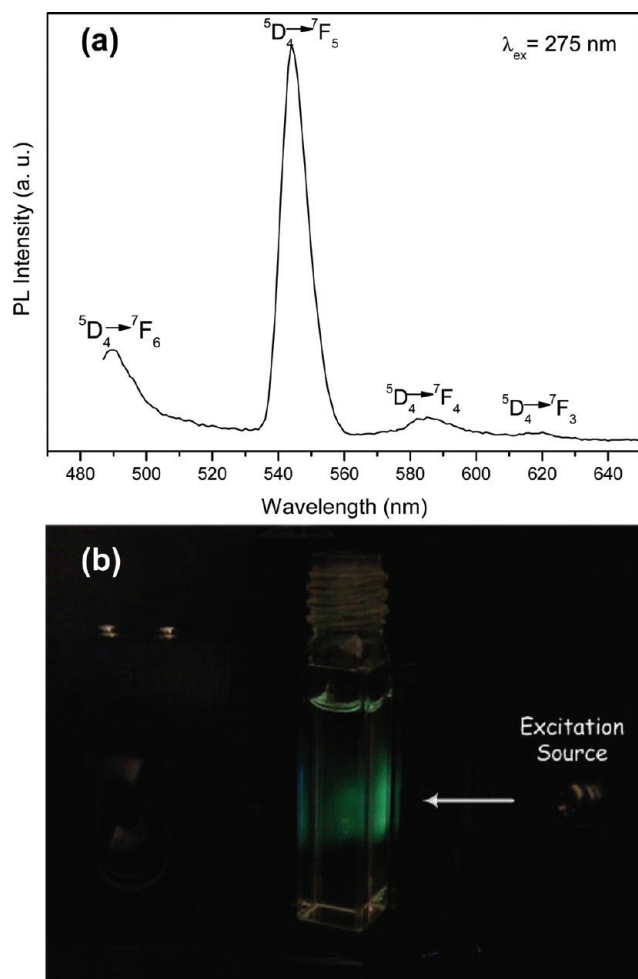 (a)
⁵D₄→⁷F₅
λex= 275 nm
PL Intensity (a. u.)
⁵D₄→⁷F₆
⁵D₄→⁷F₄
⁵D₄→⁷F₃
480 500 520 540 560 580 600 620 640
Wavelength (nm)
(b)
Excitation
Source